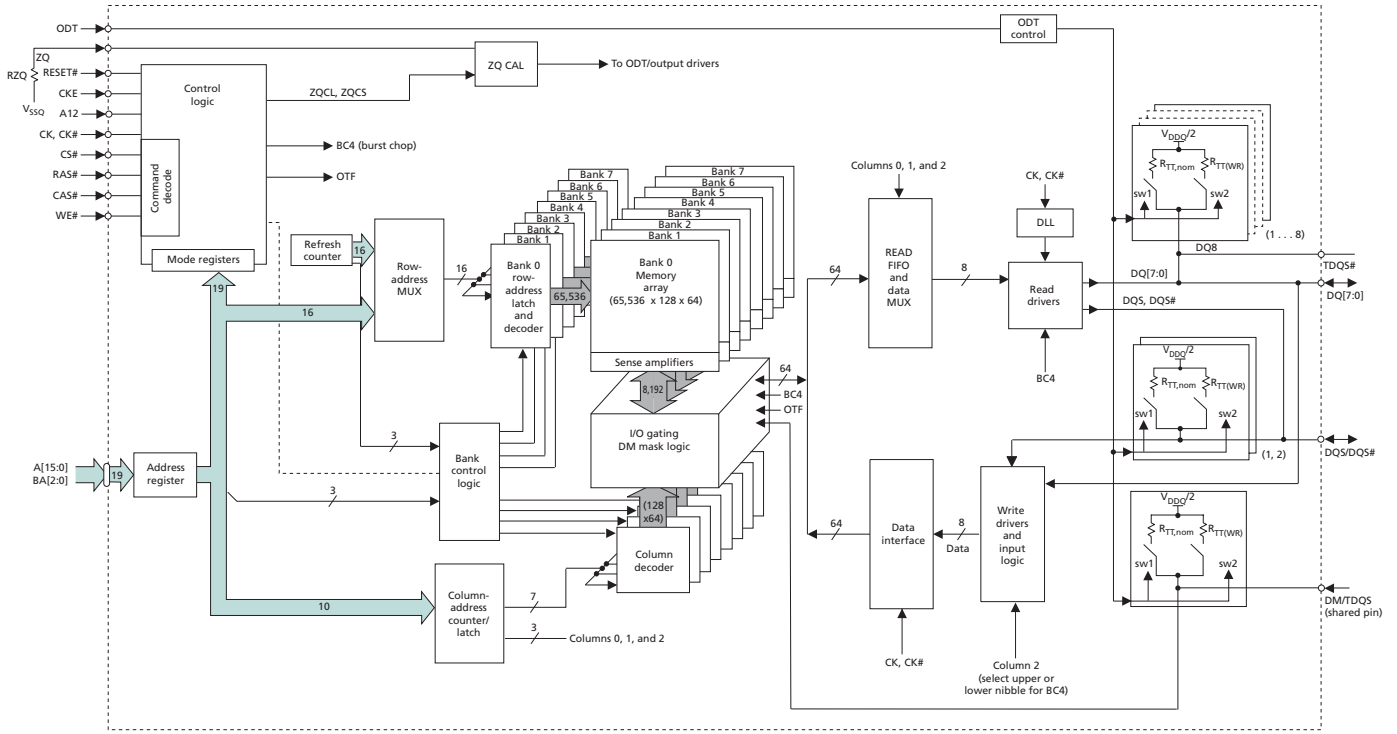 ODT
ODT
control
ZQ
RZQ
RESET#
CKE
V_SSQ
A12
CK, CK#
CS#
RAS#
CAS#
WE#
Control
logic
Command
decode
Mode registers
ZQ CAL
To ODT/output drivers
ZQCL, ZQCS
BC4 (burst chop)
OTF
Refresh
counter
16
Row-
address
MUX
16
19
16
Bank 7
Bank 6
Bank 5
Bank 4
Bank 3
Bank 2
Bank 1
Bank 0
row-
address
latch
and
decoder
65,536
Bank 7
Bank 6
Bank 5
Bank 4
Bank 3
Bank 2
Bank 1
Bank 0
Memory
array
(65,536 x 128 x 64)
Sense amplifiers
8,192
64
BC4
OTF
I/O gating
DM mask logic
(128
x64)
Column
decoder
3
Bank
control
logic
3
A[15:0]
BA[2:0]
19
Address
register
10
Column-
address
counter/
latch
7
3
Columns 0, 1, and 2
Columns 0, 1, and 2
64
READ
FIFO
and
data
MUX
8
CK, CK#
DLL
Read
drivers
BC4
DQ8
DQ[7:0]
DQS, DQS#
64
Data
interface
8
Data
Write
drivers
and
input
logic
CK, CK#
Column 2
(select upper or
lower nibble for BC4)
V_DDQ/2
R_TT,nom
R_TT(WR)
sw1
sw2
(1 . . . 8)
TDQS#
DQ[7:0]
V_DDQ/2
R_TT,nom
R_TT(WR)
sw1
sw2
(1, 2)
DQS/DQS#
V_DDQ/2
R_TT,nom
R_TT(WR)
sw1
sw2
DM/TDQS
(shared pin)